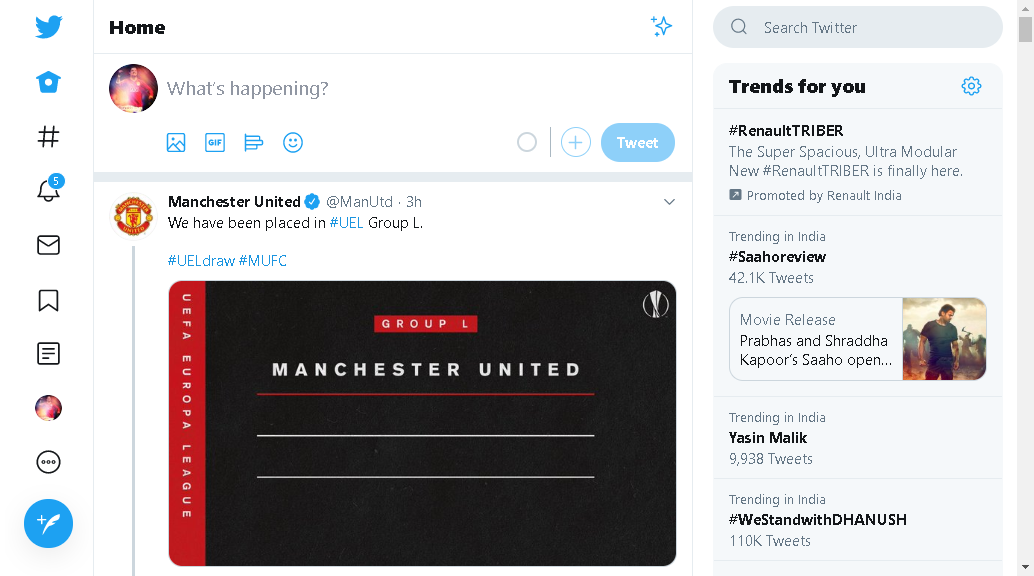 Home
What's happening?
GIF
Tweet
5
Manchester United @ManUtd · 3h
We have been placed in #UEL Group L.
#UELdraw #MUFC
UEFA EUROPA LEAGUE
GROUP L
MANCHESTER UNITED
Search Twitter
Trends for you
#RenaultTRIBER
The Super Spacious, Ultra Modular
New #RenaultTRIBER is finally here.
Promoted by Renault India
Trending in India
#Saahoreview
42.1K Tweets
Movie Release
Prabhas and Shraddha
Kapoor's Saaho open...
Trending in India
Yasin Malik
9,938 Tweets
Trending in India
#WeStandwithDHANUSH
110K Tweets